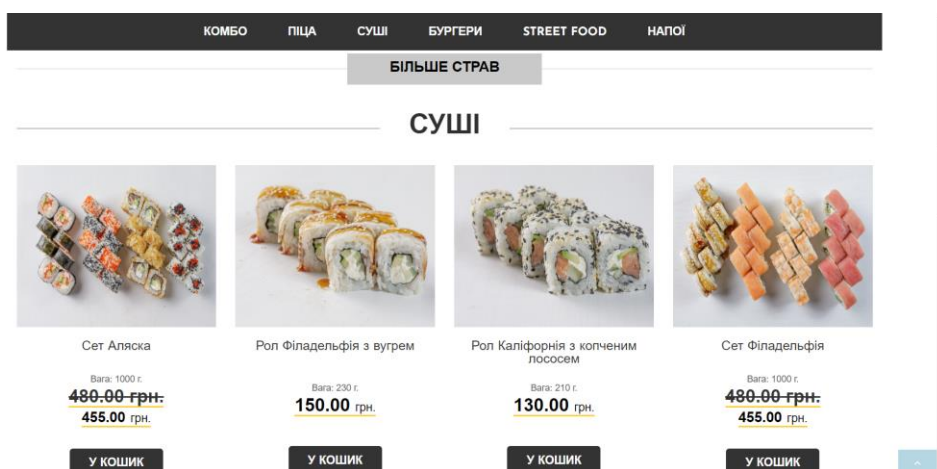 КОМБО ПІЦА СУШІ БУРГЕРИ STREET FOOD НАПОЇ
БІЛЬШЕ СТРАВ
СУШІ
Сет Аляска
Вага: 1000 г.
480.00 грн.
455.00 грн.
У КОШИК
Рол Філадельфія з вугрем
Вага: 230 г.
150.00 грн.
У КОШИК
Рол Каліфорнія з копченим
лососем
Вага: 210 г.
130.00 грн.
У КОШИК
Сет Філадельфія
Вага: 1000 г.
480.00 грн.
455.00 грн.
У КОШИК